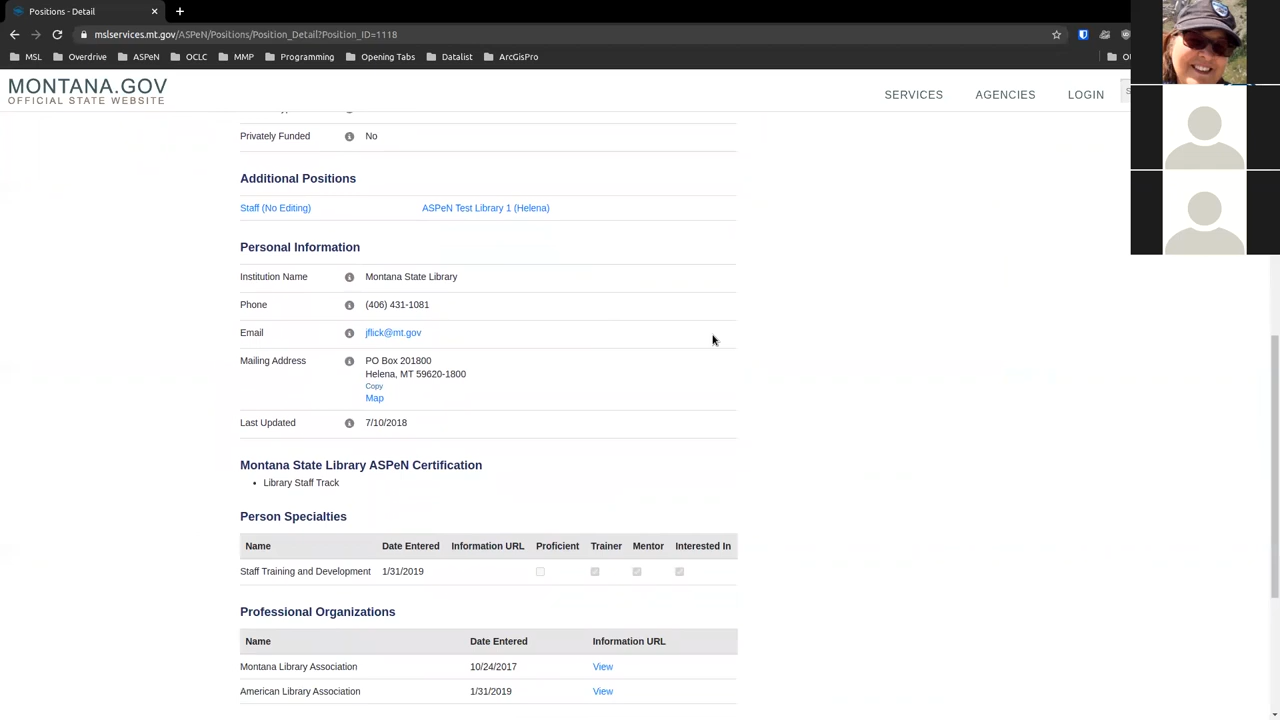 Positions - Detail
mslservices.mt.gov/ASPeN/Positions/PositionDetail?Position_ID=1118
MSL Overdrive ASPeN OCLC MMP Programming Opening Tabs Datalist ArcGisPro
MONTANA.GOV
OFFICIAL STATE WEBSITE
SERVICES AGENCIES LOGIN
Privately Funded No
Additional Positions
Staff (No Editing) ASPeN Test Library 1 (Helena)
Personal Information
Institution Name Montana State Library
Phone (406) 431-1081
Email jflick@mt.gov
Mailing Address PO Box 201800
Helena, MT 59620-1800
Copy
Map
Last Updated 7/10/2018
Montana State Library ASPeN Certification
• Library Staff Track
Person Specialties
Name Date Entered Information URL Proficient Trainer Mentor Interested In
Staff Training and Development 1/31/2019
Professional Organizations
Name Date Entered Information URL
Montana Library Association 10/24/2017 View
American Library Association 1/31/2019 View